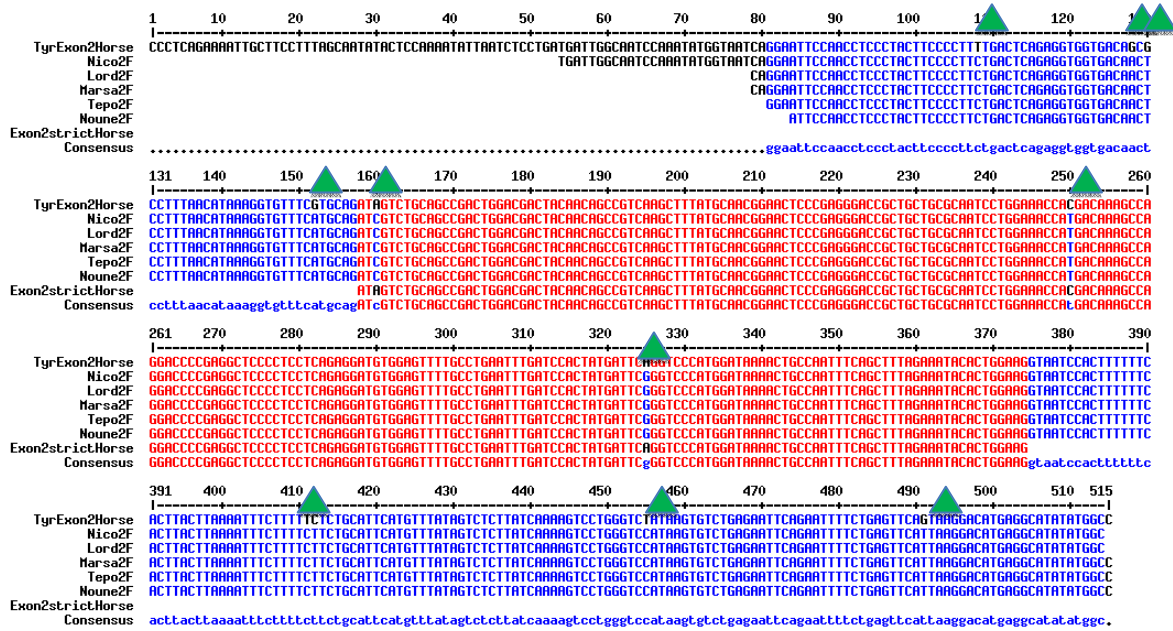 1 10 20 30 40 50 60 70 80 90 100 110 120 130
TyrExon2Horse CCCTCAGAAAATTGCTTCCTTTAGCAATATACTCCAAAATATTAATCTCCTGATGATTGGCAATCCAAATATGGTAATCAGGAATTCCAACCTCCCTACTTCCCCTTTTGACTCAGAGGTGGTGACAGCG
Nico2F TGATTGGCAATCCAAATATGGTAATCAGGAATTCCAACCTCCCTACTTCCCCTTCTGACTCAGAGGTGGTGACAACT
Lord2F CAGGAATTCCAACCTCCCTACTTCCCCTTCTGACTCAGAGGTGGTGACAACT
Marsa2F CAGGAATTCCAACCTCCCTACTTCCCCTTCTGACTCAGAGGTGGTGACAACT
Tepo2F GGAATTCCAACCTCCCTACTTCCCCTTCTGACTCAGAGGTGGTGACAACT
Noune2F ATTCCAACCTCCCTACTTCCCCTTCTGACTCAGAGGTGGTGACAACT
Exon2strictHorse
Consensus ................................................................................ggaattccaacctccctacttccccttctgactcagaggtggtgacaact
131 140 150 160 170 180 190 200 210 220 230 240 250 260
TyrExon2Horse CCTTTAACATAAAGGTGTTTCGTGCAGATAGTCTGCAGCCGACTGGACGACTACAACAGCCGTCAAGCTTTATGCAACGGAACTCCCGAGGGACCGCTGCTGCGCAATCCTGGAAACCACGACAAAGCCA
Nico2F CCTTTAACATAAAGGTGTTTCATGCAGATCGTCTGCAGCCGACTGGACGACTACAACAGCCGTCAAGCTTTATGCAACGGAACTCCCGAGGGACCGCTGCTGCGCAATCCTGGAAACCATGACAAAGCCA
Lord2F CCTTTAACATAAAGGTGTTTCATGCAGATCGTCTGCAGCCGACTGGACGACTACAACAGCCGTCAAGCTTTATGCAACGGAACTCCCGAGGGACCGCTGCTGCGCAATCCTGGAAACCATGACAAAGCCA
Marsa2F CCTTTAACATAAAGGTGTTTCATGCAGATCGTCTGCAGCCGACTGGACGACTACAACAGCCGTCAAGCTTTATGCAACGGAACTCCCGAGGGACCGCTGCTGCGCAATCCTGGAAACCATGACAAAGCCA
Tepo2F CCTTTAACATAAAGGTGTTTCATGCAGATCGTCTGCAGCCGACTGGACGACTACAACAGCCGTCAAGCTTTATGCAACGGAACTCCCGAGGGACCGCTGCTGCGCAATCCTGGAAACCATGACAAAGCCA
Noune2F CCTTTAACATAAAGGTGTTTCATGCAGATCGTCTGCAGCCGACTGGACGACTACAACAGCCGTCAAGCTTTATGCAACGGAACTCCCGAGGGACCGCTGCTGCGCAATCCTGGAAACCATGACAAAGCCA
Exon2strictHorse ATAGTCTGCAGCCGACTGGACGACTACAACAGCCGTCAAGCTTTATGCAACGGAACTCCCGAGGGACCGCTGCTGCGCAATCCTGGAAACCACGACAAAGCCA
Consensus cctttaacataaaggtgtttcatgcagATcGTCTGCAGCCGACTGGACGACTACAACAGCCGTCAAGCTTTATGCAACGGAACTCCCGAGGGACCGCTGCTGCGCAATCCTGGAAACCAtGACAAAGCCA
261 270 280 290 300 310 320 330 340 350 360 370 380 390
TyrExon2Horse GGACCCCGAGGCTCCCCTCCTCAGAGGATGTGGAGTTTTGCCTGAATTTGATCCACTATGATTCAGGTCCCATGGATAAAACTGCCAATTTCAGCTTTAGAAATACACTGGAAGGTAATCCACTTTTTTC
Nico2F GGACCCCGAGGCTCCCCTCCTCAGAGGATGTGGAGTTTTGCCTGAATTTGATCCACTATGATTCGGGTCCCATGGATAAAACTGCCAATTTCAGCTTTAGAAATACACTGGAAGGTAATCCACTTTTTTC
Lord2F GGACCCCGAGGCTCCCCTCCTCAGAGGATGTGGAGTTTTGCCTGAATTTGATCCACTATGATTCGGGTCCCATGGATAAAACTGCCAATTTCAGCTTTAGAAATACACTGGAAGGTAATCCACTTTTTTC
Marsa2F GGACCCCGAGGCTCCCCTCCTCAGAGGATGTGGAGTTTTGCCTGAATTTGATCCACTATGATTCGGGTCCCATGGATAAAACTGCCAATTTCAGCTTTAGAAATACACTGGAAGGTAATCCACTTTTTTC
Tepo2F GGACCCCGAGGCTCCCCTCCTCAGAGGATGTGGAGTTTTGCCTGAATTTGATCCACTATGATTCGGGTCCCATGGATAAAACTGCCAATTTCAGCTTTAGAAATACACTGGAAGGTAATCCACTTTTTTC
Noune2F GGACCCCGAGGCTCCCCTCCTCAGAGGATGTGGAGTTTTGCCTGAATTTGATCCACTATGATTCGGGTCCCATGGATAAAACTGCCAATTTCAGCTTTAGAAATACACTGGAAGGTAATCCACTTTTTTC
Exon2strictHorse GGACCCCGAGGCTCCCCTCCTCAGAGGATGTGGAGTTTTGCCTGAATTTGATCCACTATGATTCAGGTCCCATGGATAAAACTGCCAATTTCAGCTTTAGAAATACACTGGAAG
Consensus GGACCCCGAGGCTCCCCTCCTCAGAGGATGTGGAGTTTTGCCTGAATTTGATCCACTATGATTCgGGTCCCATGGATAAAACTGCCAATTTCAGCTTTAGAAATACACTGGAAGgtaatccacttttttc
391 400 410 420 430 440 450 460 470 480 490 500 515
TyrExon2Horse ACTTACTTAAAATTTCTTTTTCTCTGCATTCATGTTTATAGTCTCTTATCAAAAGTCCTGGGTCTATAAGTGTCTGAGAATTCAGAATTTTCTGAGTTCAGTAAGGACATGAGGCATATATGGCC
Nico2F ACTTACTTAAAATTTCTTTTCTTCTGCATTCATGTTTATAGTCTCTTATCAAAAGTCCTGGGTCCATAAGTGTCTGAGAATTCAGAATTTTCTGAGTTCATTAAGGACATGAGGCATATATGGC
Lord2F ACTTACTTAAAATTTCTTTTCTTCTGCATTCATGTTTATAGTCTCTTATCAAAAGTCCTGGGTCCATAAGTGTCTGAGAATTCAGAATTTTCTGAGTTCATTAAGGACATGAGGCATATATGGC
Marsa2F ACTTACTTAAAATTTCTTTTCTTCTGCATTCATGTTTATAGTCTCTTATCAAAAGTCCTGGGTCCATAAGTGTCTGAGAATTCAGAATTTTCTGAGTTCATTAAGGACATGAGGCATATATGGCC
Tepo2F ACTTACTTAAAATTTCTTTTCTTCTGCATTCATGTTTATAGTCTCTTATCAAAAGTCCTGGGTCCATAAGTGTCTGAGAATTCAGAATTTTCTGAGTTCATTAAGGACATGAGGCATATATGGCC
Noune2F ACTTACTTAAAATTTCTTTTCTTCTGCATTCATGTTTATAGTCTCTTATCAAAAGTCCTGGGTCCATAAGTGTCTGAGAATTCAGAATTTTCTGAGTTCATTAAGGACATGAGGCATATATGGCC
Exon2strictHorse
Consensus acttacttaaaatttcttttcttctgcattcatgtttatagtctcttatcaaaagtcctgggtccataagtgtctgagaattcagaattttctgagttcattaaggacatgaggcatatatggc.